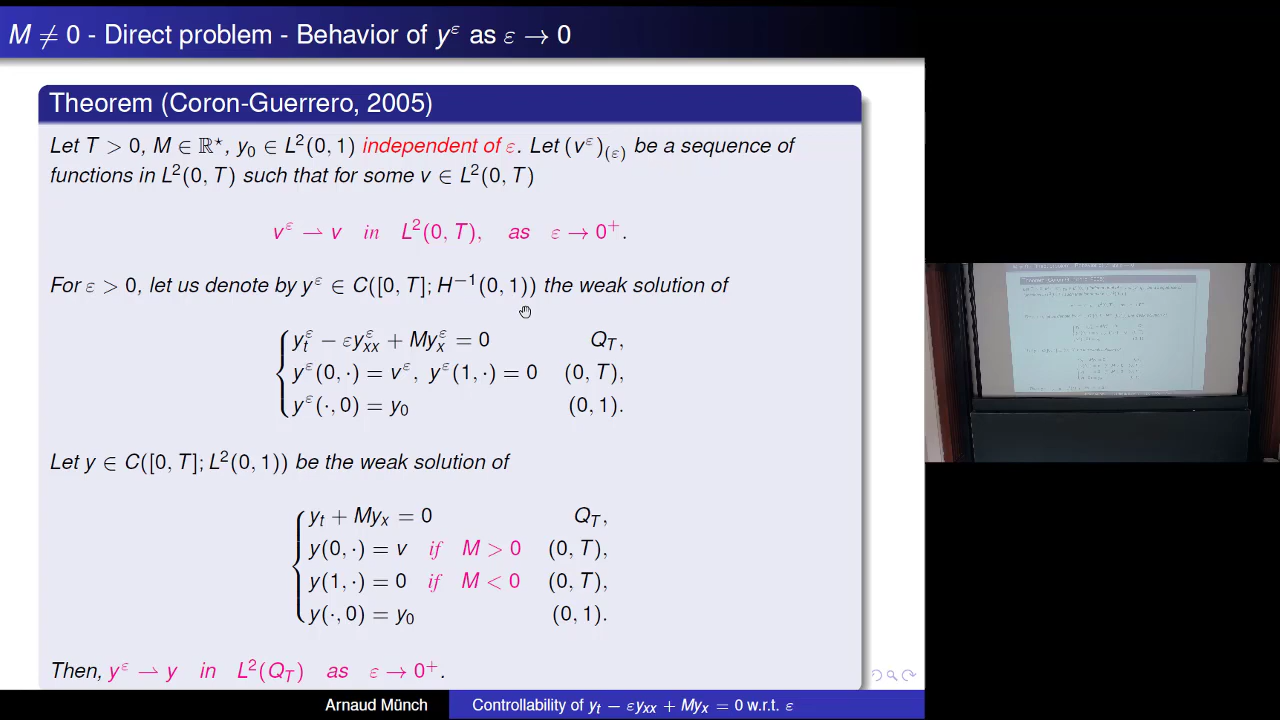 M ≠ 0 - Direct problem - Behavior of y^ε as ε → 0
Theorem (Coron-Guerrero, 2005)
Let T > 0, M ∈ ℝ⋆, y₀ ∈ L²(0, 1) independent of ε. Let (v^ε)_(ε) be a sequence of
functions in L²(0, T) such that for some v ∈ L²(0, T)
v^ε ⇀ v in L²(0, T), as ε → 0⁺.
For ε > 0, let us denote by y^ε ∈ C([0, T]; H⁻¹(0, 1)) the weak solution of
y_t^ε − εy_xx^ε + My_x^ε = 0 Q_T,
y^ε(0, ·) = v^ε, y^ε(1, ·) = 0 (0, T),
y^ε(·, 0) = y₀ (0, 1).
Let y ∈ C([0, T]; L²(0, 1)) be the weak solution of
y_t + My_x = 0 Q_T,
y(0, ·) = v if M > 0 (0, T),
y(1, ·) = 0 if M < 0 (0, T),
y(·, 0) = y₀ (0, 1).
Then, y^ε ⇀ y in L²(Q_T) as ε → 0⁺.
Arnaud Münch Controllability of y_t − εy_xx + My_x = 0 w.r.t. ε